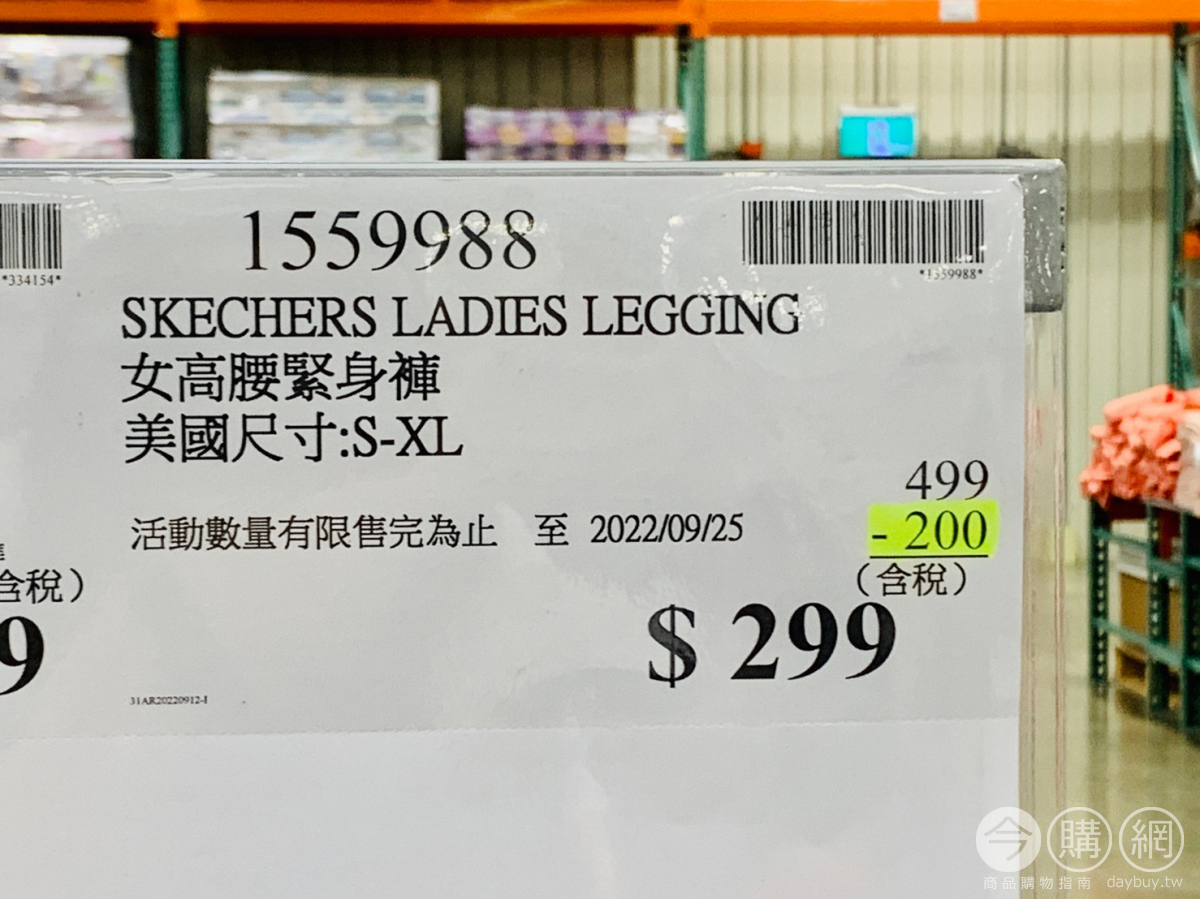 *334154*
含稅）
9
1559988
*1559988*
SKECHERS LADIES LEGGING
女高腰緊身褲
美國尺寸:S-XL
499
活動數量有限售完為止 至 2022/09/25
- 200
（含稅）
$ 299
31AR20220912-I
今購網
商品購物指南 daybuy.tw